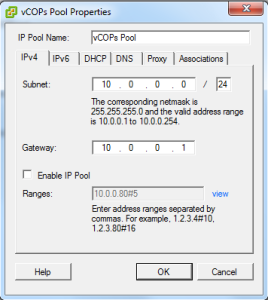 vCOPs Pool Properties
IP Pool Name: vCOPs Pool
IPv4 IPv6 DHCP DNS Proxy Associations
Subnet: 10 . 0 . 0 . 0 / 24
The corresponding netmask is
255.255.255.0 and the valid address range
is 10.0.0.1 to 10.0.0.254.
Gateway: 10 . 0 . 0 . 1
Enable IP Pool
Ranges: 10.0.0.80#5 view
Enter address ranges separated by
commas. For example, 1.2.3.4#10,
1.2.3.80#16
Help OK Cancel